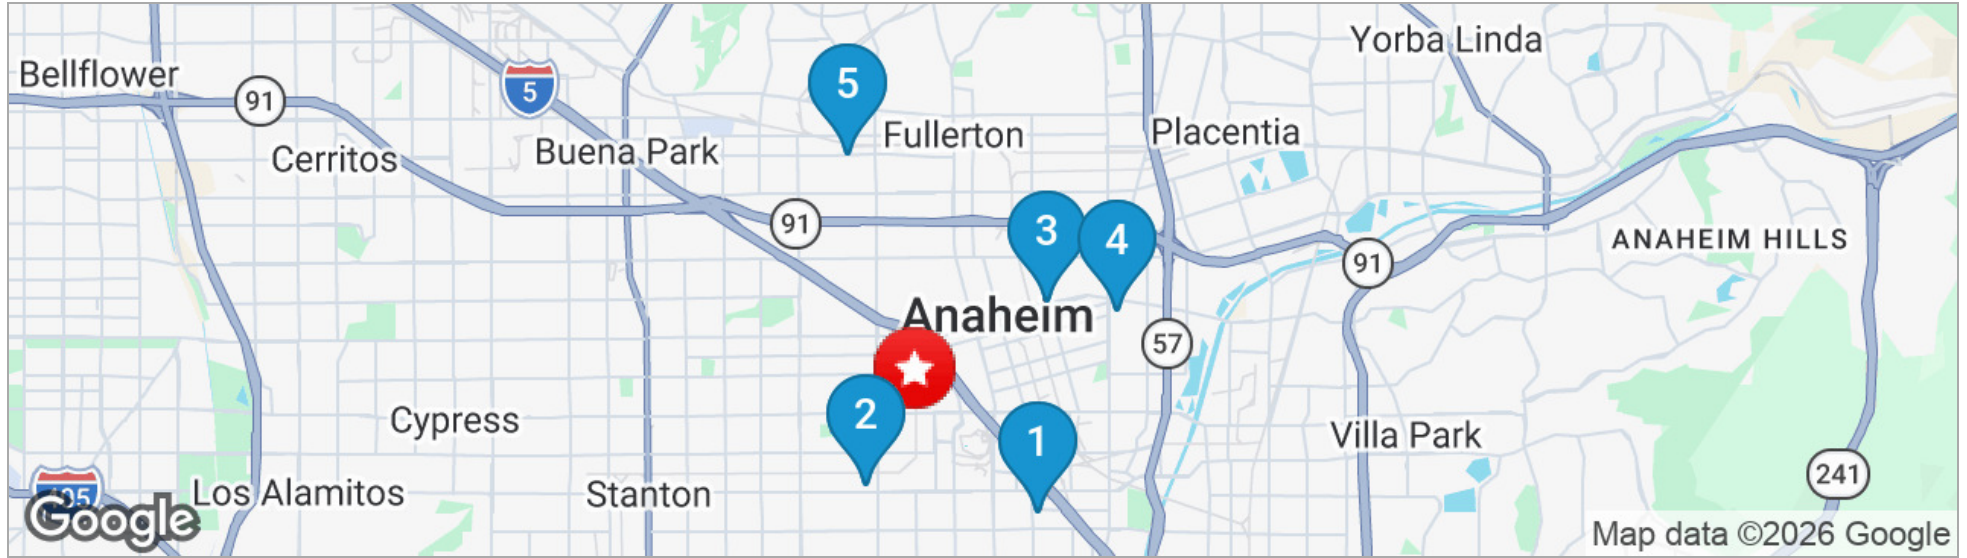 Yorba Linda
Bellflower
5
5
91
Fullerton
Placentia
Buena Park
Cerritos
91
3
4
ANAHEIM HILLS
91
Anaheim
57
2
Cypress
1
Villa Park
241
Los Alamitos
Stanton
405
Google
Map data ©2026 Google